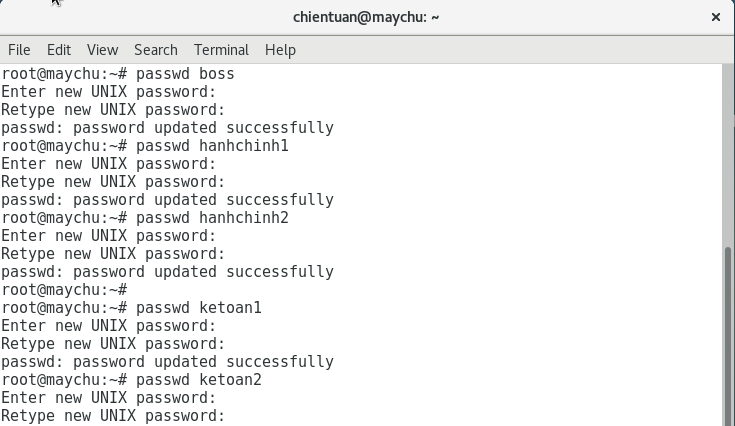 chientuan@maychu: ~
File Edit View Search Terminal Help
root@maychu:~# passwd boss
Enter new UNIX password:
Retype new UNIX password:
passwd: password updated successfully
root@maychu:~# passwd hanhchinh1
Enter new UNIX password:
Retype new UNIX password:
passwd: password updated successfully
root@maychu:~# passwd hanhchinh2
Enter new UNIX password:
Retype new UNIX password:
passwd: password updated successfully
root@maychu:~#
root@maychu:~# passwd ketoan1
Enter new UNIX password:
Retype new UNIX password:
passwd: password updated successfully
root@maychu:~# passwd ketoan2
Enter new UNIX password:
Retype new UNIX password: